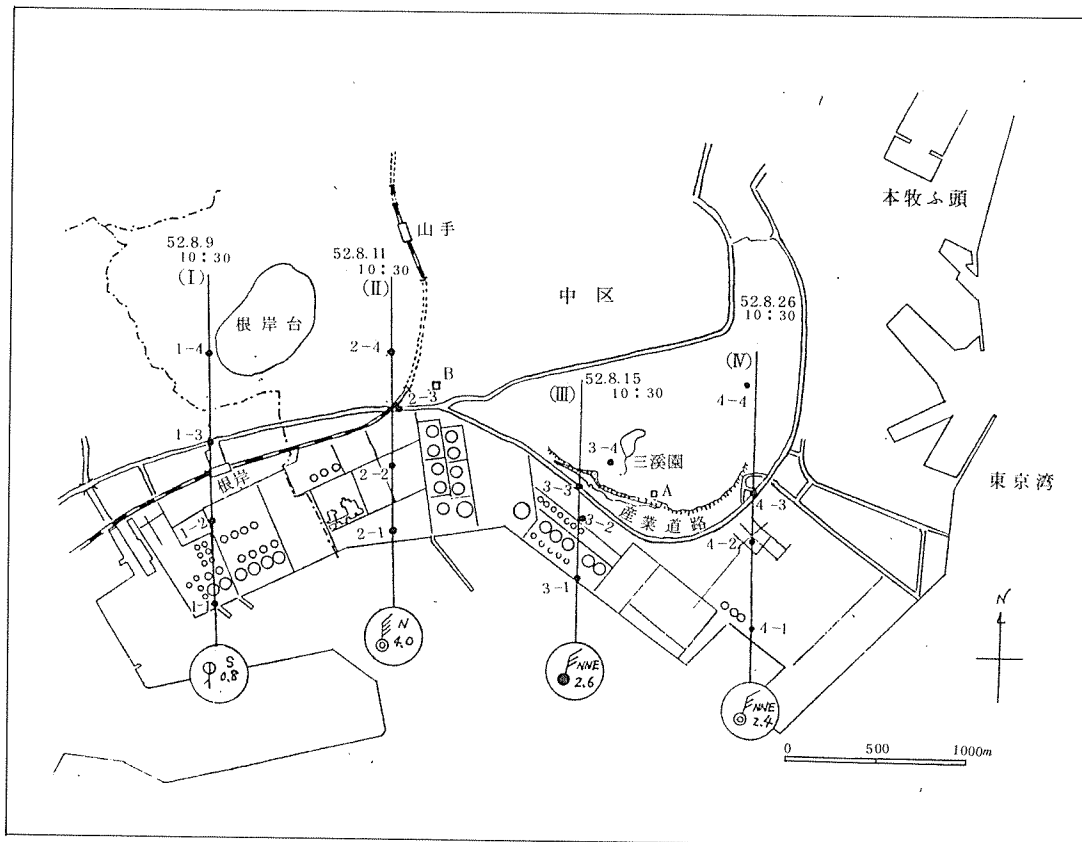 本牧ふ頭
山手
52.8.9
10:30
(I)
52.8.11
10:30
(II)
中区
52.8.26
10:30
(IV)
根岸台
1-4
2-4
B
2-3
(III)
52.8.15
10:30
4-4
1-3
3-4
三溪園
根岸
2-2
3-3
A
東京湾
産業道路
4-3
1-2
2-1
3-2
4-2
3-1
1-1
4-1
N
S
0.8
N
4.0
NNE
2.6
NNE
2.4
0 500 1000m